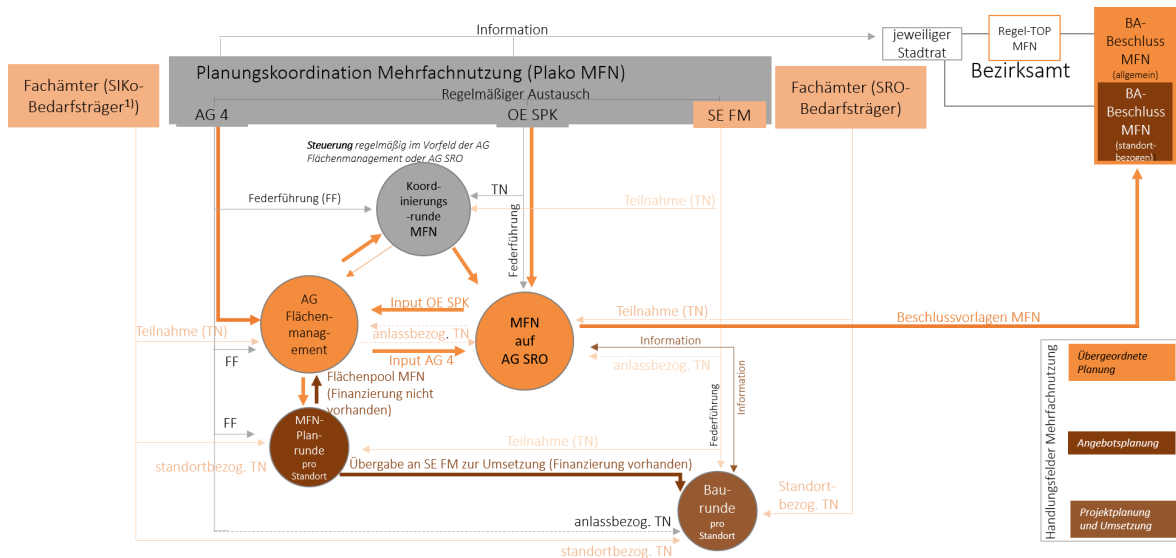 Information
jeweiliger
Stadtrat
Regel-TOP
MFN
Bezirksamt
BA-
Beschluss
MFN
(allgemein)
BA-
Beschluss
MFN
(standort-
bezogen)
Fachämter (SIKo-
Bedarfsträger1))
Planungskoordination Mehrfachnutzung (Plako MFN)
Regelmäßiger Austausch
AG 4
OE SPK
SE FM
Fachämter (SRO-
Bedarfsträger)
Steuerung regelmäßig im Vorfeld der AG
Flächenmanagement oder AG SRO
Koor-
dinierungs
-runde
MFN
Federführung (FF)
TN
Teilnahme (TN)
Federführung
AG
Flächen-
manag-
ement
Input OE SPK
anlassbezog. TN
Input AG 4
MFN
auf
AG SRO
Teilnahme (TN)
Beschlussvorlagen MFN
Information
anlassbezog. TN
Teilnahme (TN)
FF
Flächenpool MFN
(Finanzierung nicht
vorhanden)
Federführung
Information
FF
MFN-
Plan-
runde
pro
Standort
standortbezog. TN
Teilnahme (TN)
Übergabe an SE FM zur Umsetzung (Finanzierung vorhanden)
Bau-
runde
pro
Standort
Standort-
bezog. TN
anlassbezog. TN
standortbezog. TN
Handlungsfelder Mehrfachnutzung
Übergeordnete
Planung
Angebotsplanung
Projektplanung
und Umsetzung